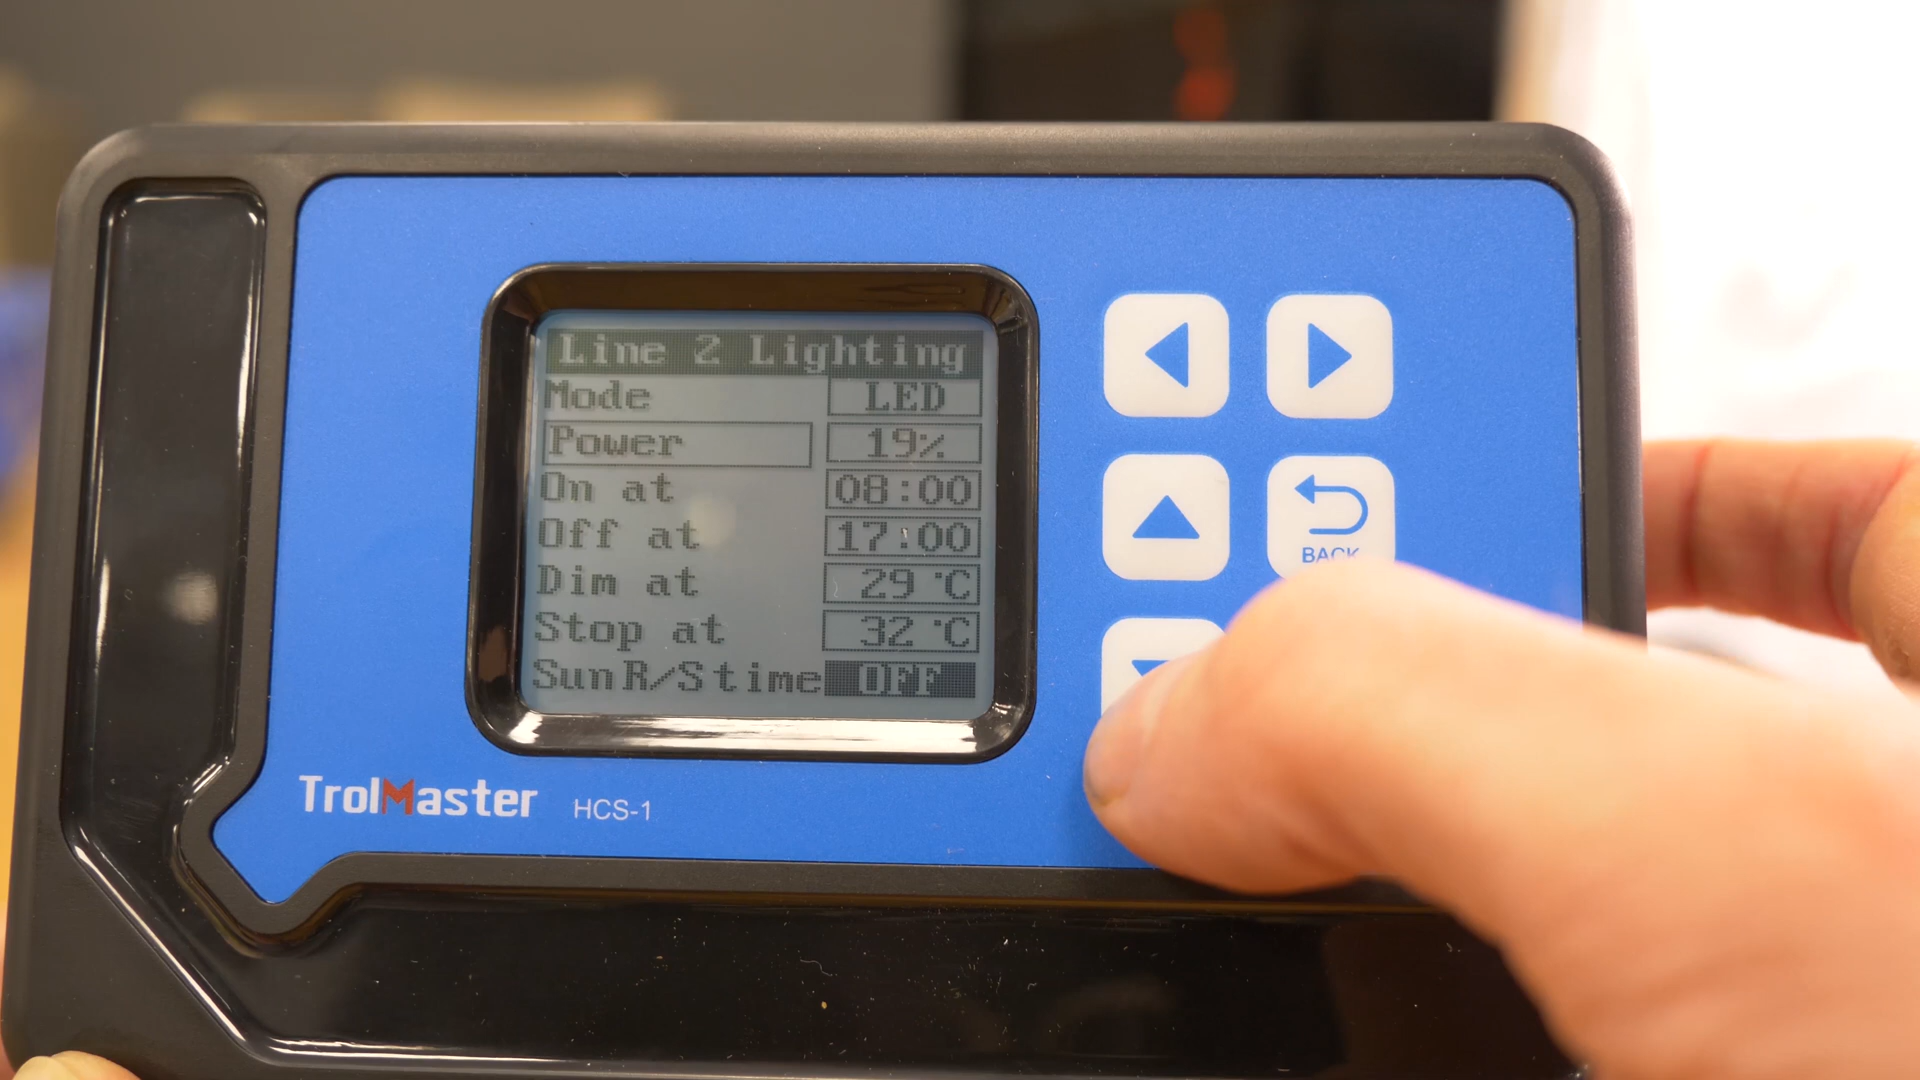 Line 2 Lighting
Mode LED
Power 19%
On at 08:00
Off at 17:00
Dim at 29 °C
Stop at 32 °C
SunR/Stime OFF
BACK
TrolMaster HCS-1